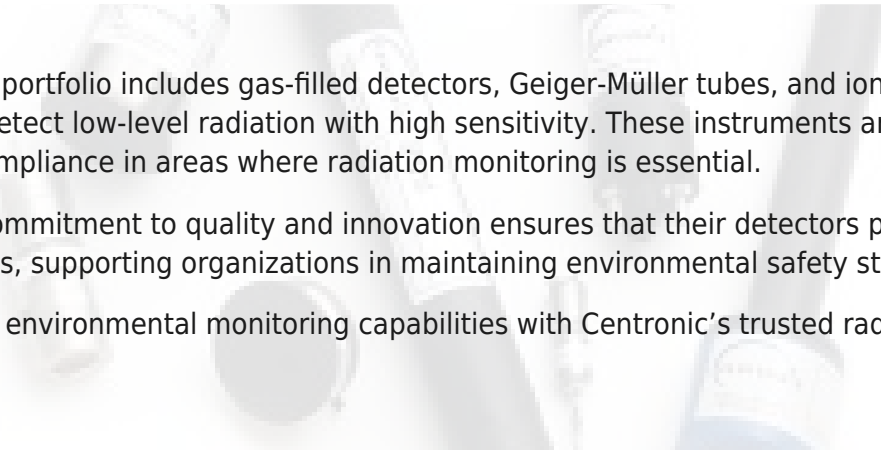 portfolio includes gas-filled detectors, Geiger-Müller tubes, and ion
etect low-level radiation with high sensitivity. These instruments a
mpliance in areas where radiation monitoring is essential.
ommitment to quality and innovation ensures that their detectors p
s, supporting organizations in maintaining environmental safety st
environmental monitoring capabilities with Centronic’s trusted rad